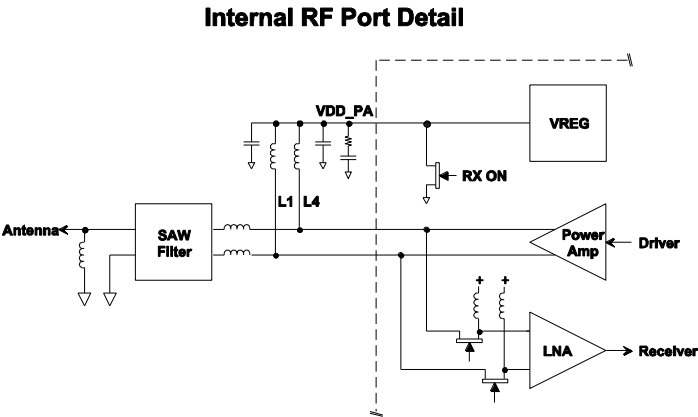 Internal RF Port Detail
VDD_PA
VREG
RX ON
L1 L4
Antenna
SAW
Filter
Power
Amp
Driver
+ +
LNA
Receiver